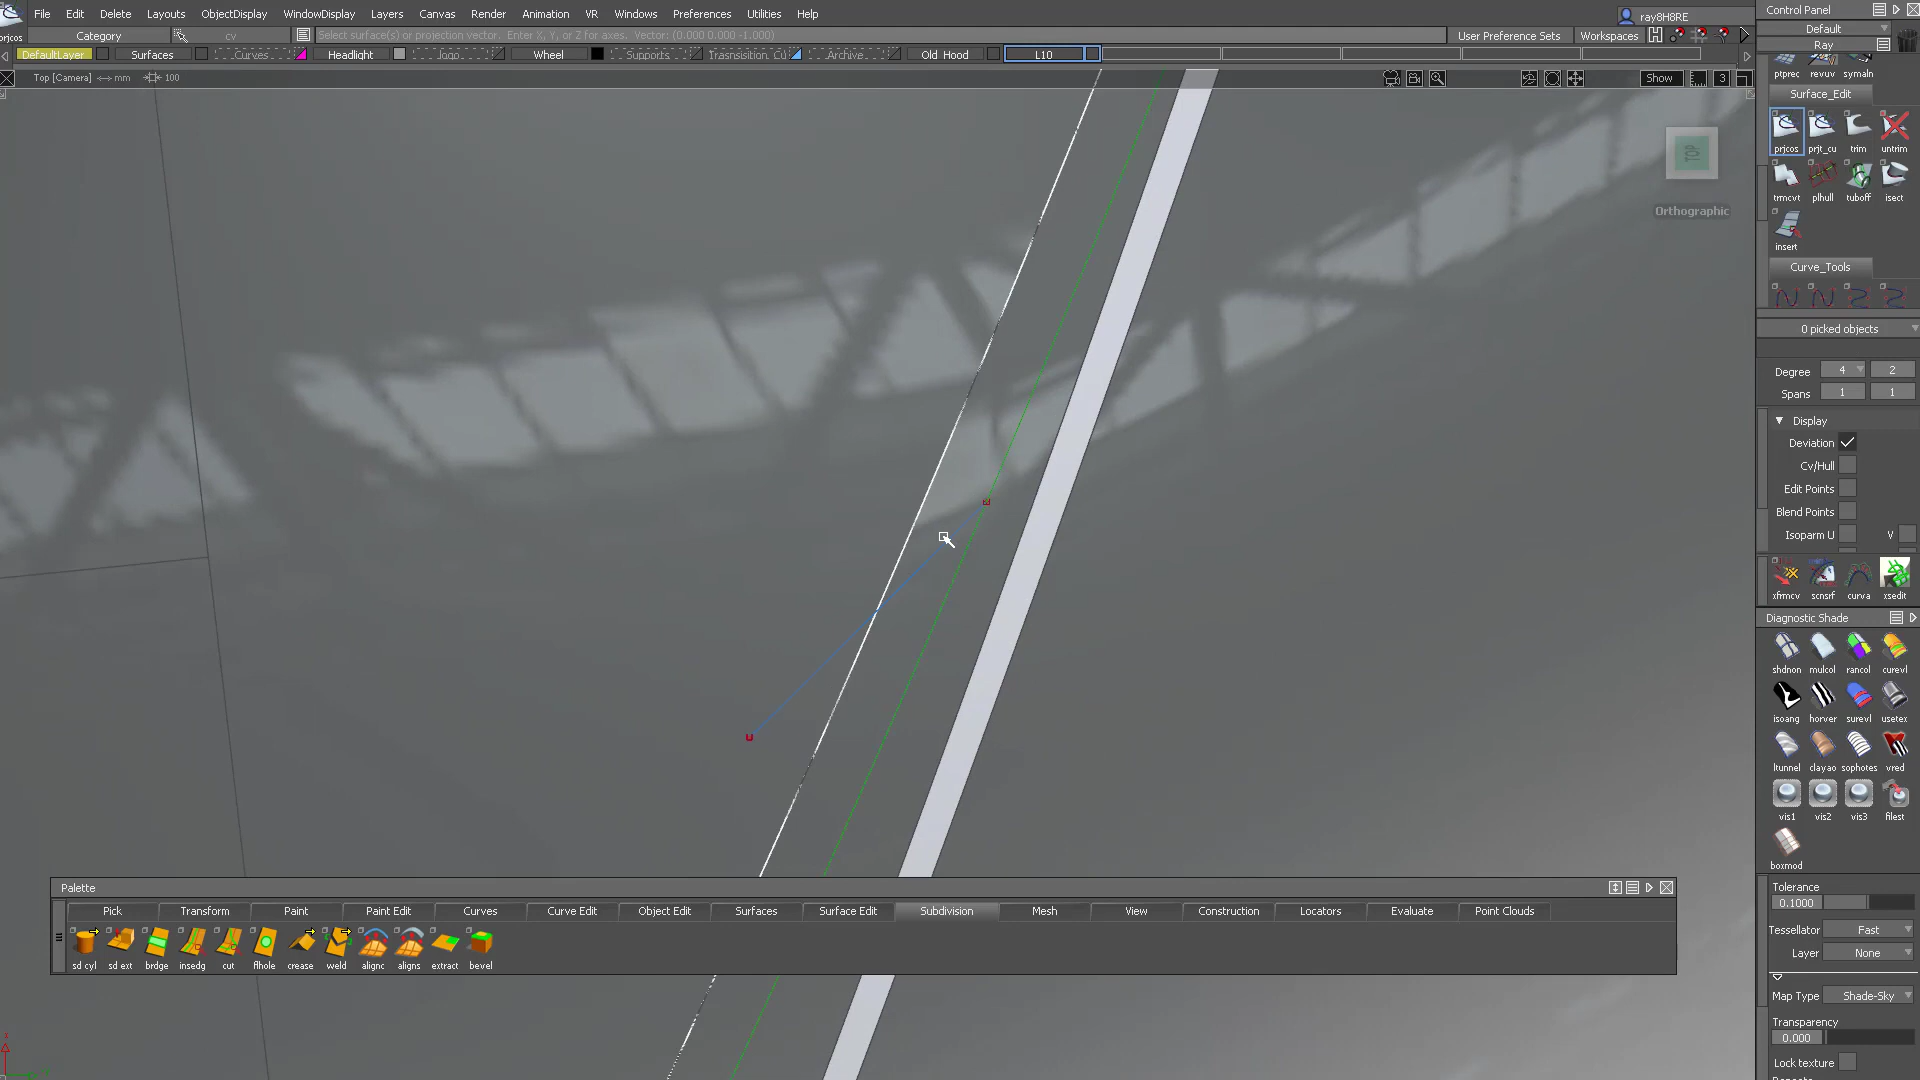 File Edit Delete Layouts ObjectDisplay WindowDisplay Layers Canvas Render Animation VR Windows Preferences Utilities Help
ray8H8RE
Control Panel
Default
Ray
prjcos
Category
cv
Select surface(s) or projection vector. Enter X, Y, or Z for axes. Vector: (0.000 0.000 -1.000)
User Preference Sets
Workspaces
DefaultLayer
Surfaces
Curves
Headlight
Wheel
Supports
Archive
Old Hood
L10
Top [Camera]
mm
100
Show
3
TOP
Orthographic
ptprec revuv symaln
Surface_Edit
prjcos prjt_cu trim untrim
trmcvt plhull tuboff isect
insert
Curve_Tools
0 picked objects
Degree 4 2
Spans 1 1
Display
Deviation
Cv/Hull
Edit Points
Blend Points
Isoparm U V
xfrmcv scnsrf curva xsedit
Diagnostic Shade
shdnon mulcol rancol curevl
isoang horver surevl usetex
ltunnel clayao sophotes vred
vis1 vis2 vis3 filest
boxmod
Tolerance
0.1000
Tessellator Fast
Layer None
Map Type Shade-Sky
Transparency
0.000
Lock texture
Palette
Pick Transform Paint Paint Edit Curves Curve Edit Object Edit Surfaces Surface Edit Subdivision Mesh View Construction Locators Evaluate Point Clouds
sd cyl sd ext brdge insedg cut flhole crease weld alignc aligns extract bevel